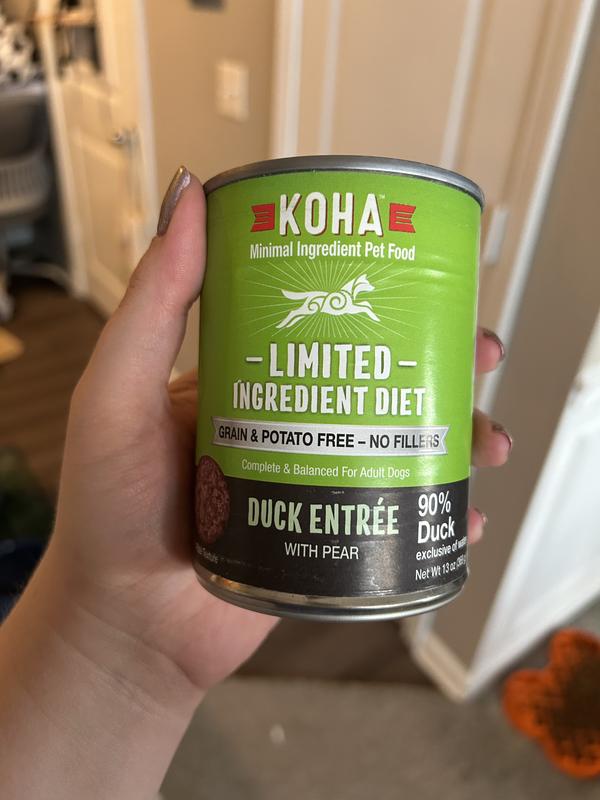 KOHA™
Minimal Ingredient Pet Food
– LIMITED –
INGREDIENT DIET
GRAIN & POTATO FREE – NO FILLERS
Complete & Balanced For Adult Dogs
DUCK ENTRÉE
WITH PEAR
90%
Duck
exclusive of
Net Wt 13 oz